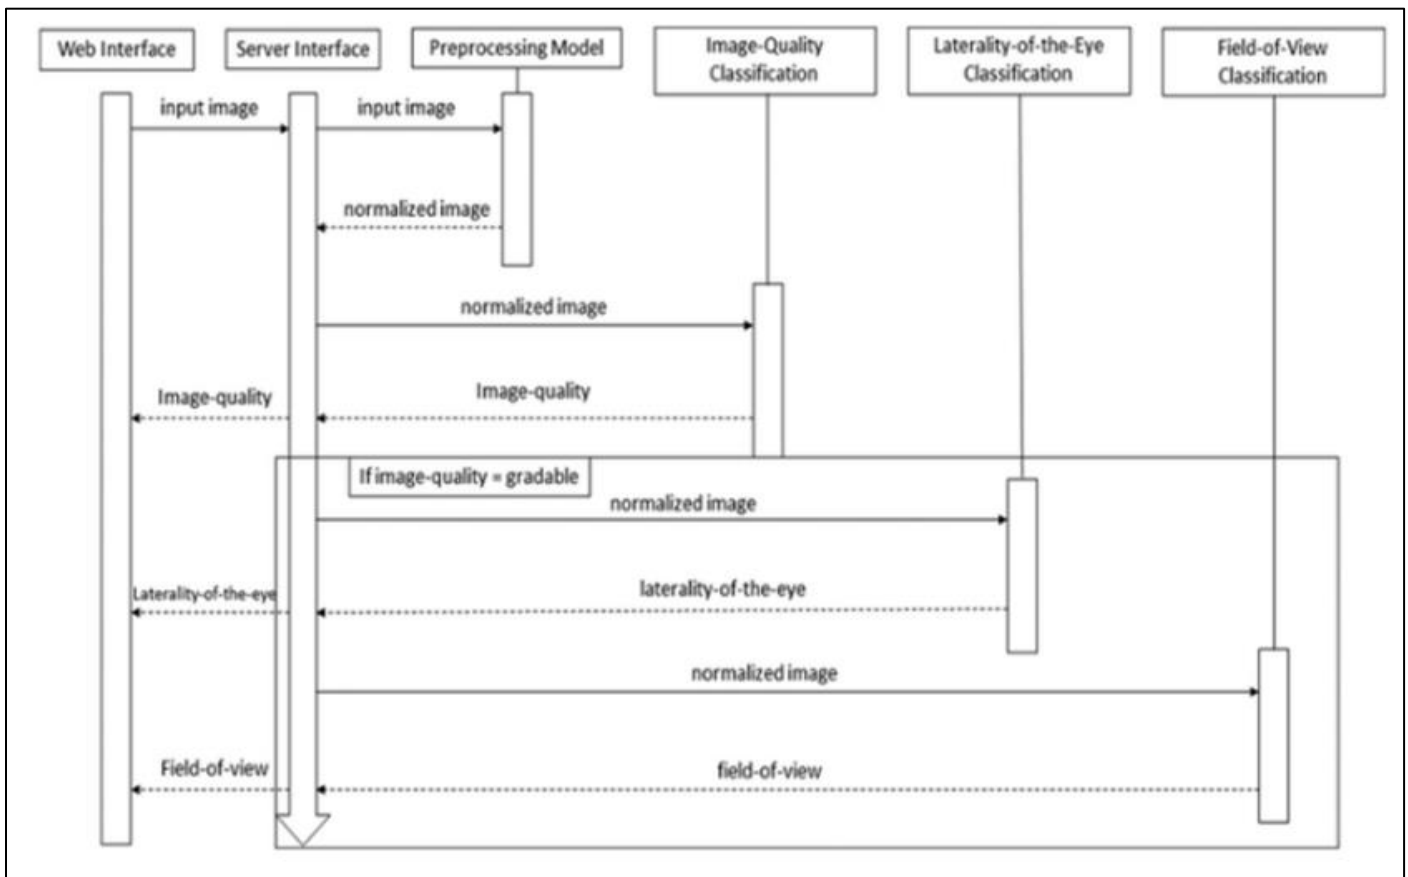 Web Interface
Server Interface
Preprocessing Model
Image-Quality
Classification
Laterality-of-the-Eye
Classification
Field-of-View
Classification
input image
input image
normalized image
normalized image
Image-quality
Image-quality
If image-quality = gradable
normalized image
Laterality-of-the-eye
laterality-of-the-eye
normalized image
Field-of-view
field-of-view